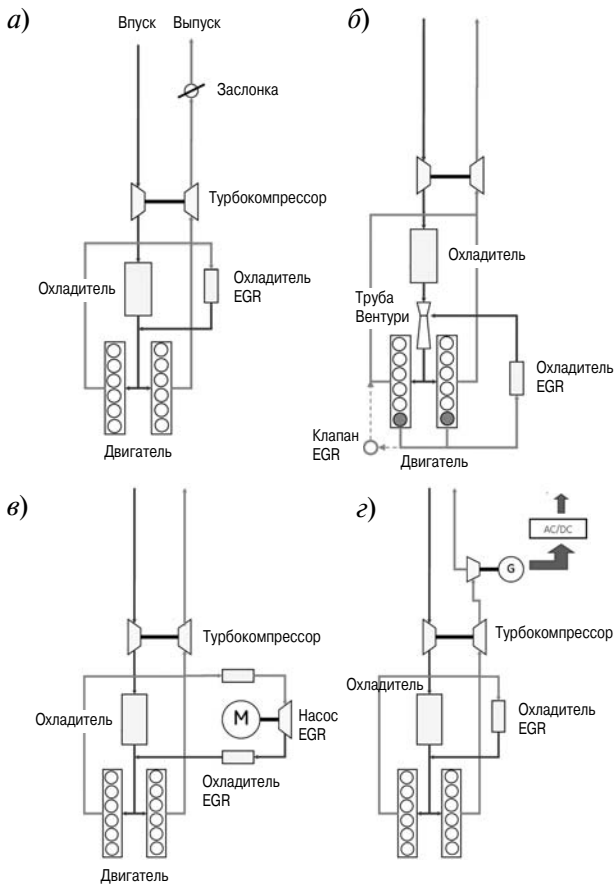 а)
Впуск Выпуск
Заслонка
Турбокомпрессор
Охладитель
Охладитель
EGR
Двигатель
б)
Охладитель
Труба
Вентури
Охладитель
EGR
Клапан
EGR
Двигатель
в)
Турбокомпрессор
Охладитель
M
Насос
EGR
Охладитель
EGR
Двигатель
г)
AC/DC
G
Турбокомпрессор
Охладитель
Охладитель
EGR